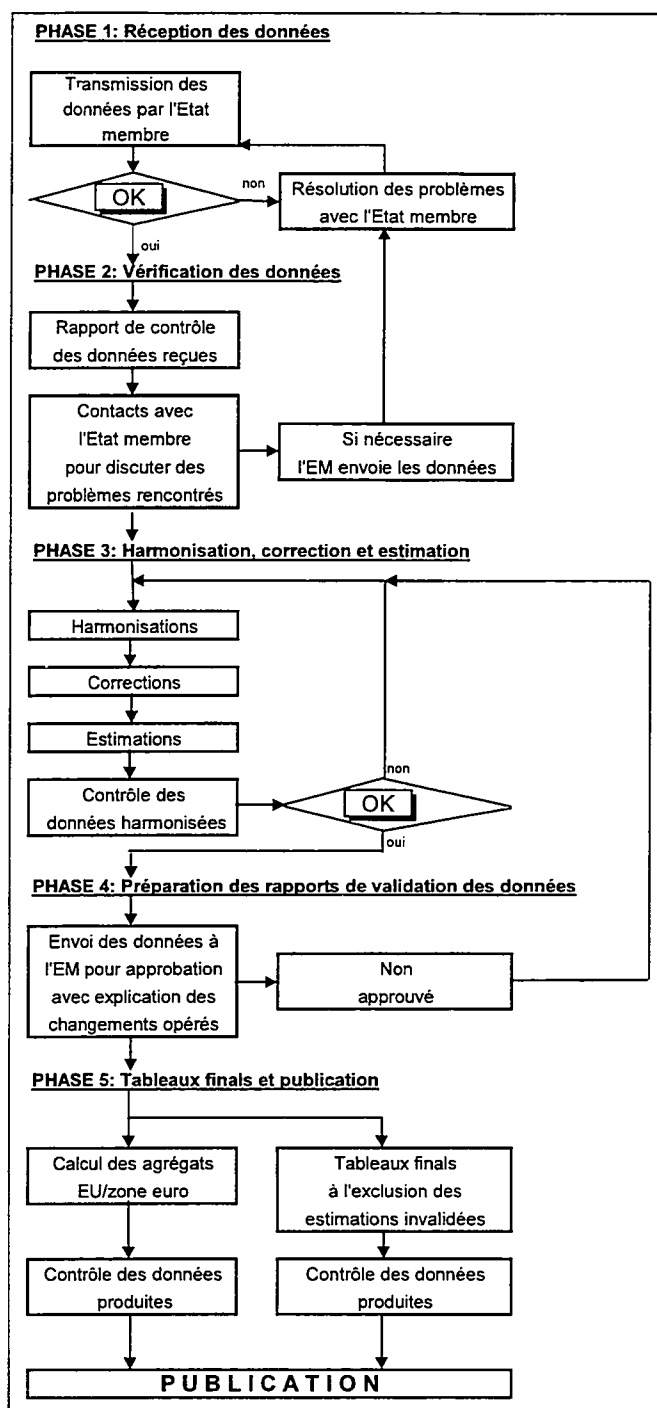 PHASE 1: Réception des données
Transmission des
données par l'Etat
membre
OK
non
Résolution des problèmes
avec l'Etat membre
oui
PHASE 2: Vérification des données
Rapport de contrôle
des données reçues
Contacts avec
l'Etat membre
pour discuter des
problèmes rencontrés
Si nécessaire
l'EM envoie les données
PHASE 3: Harmonisation, correction et estimation
Harmonisations
Corrections
Estimations
Contrôle des
données harmonisées
non
OK
oui
PHASE 4: Préparation des rapports de validation des données
Envoi des données à
l'EM pour approbation
avec explication des
changements opérés
Non
approuvé
PHASE 5: Tableaux finals et publication
Calcul des agrégats
EU/zone euro
Tableaux finals
à l'exclusion des
estimations invalidées
Contrôle des données
produites
Contrôle des données
produites
PUBLICATION